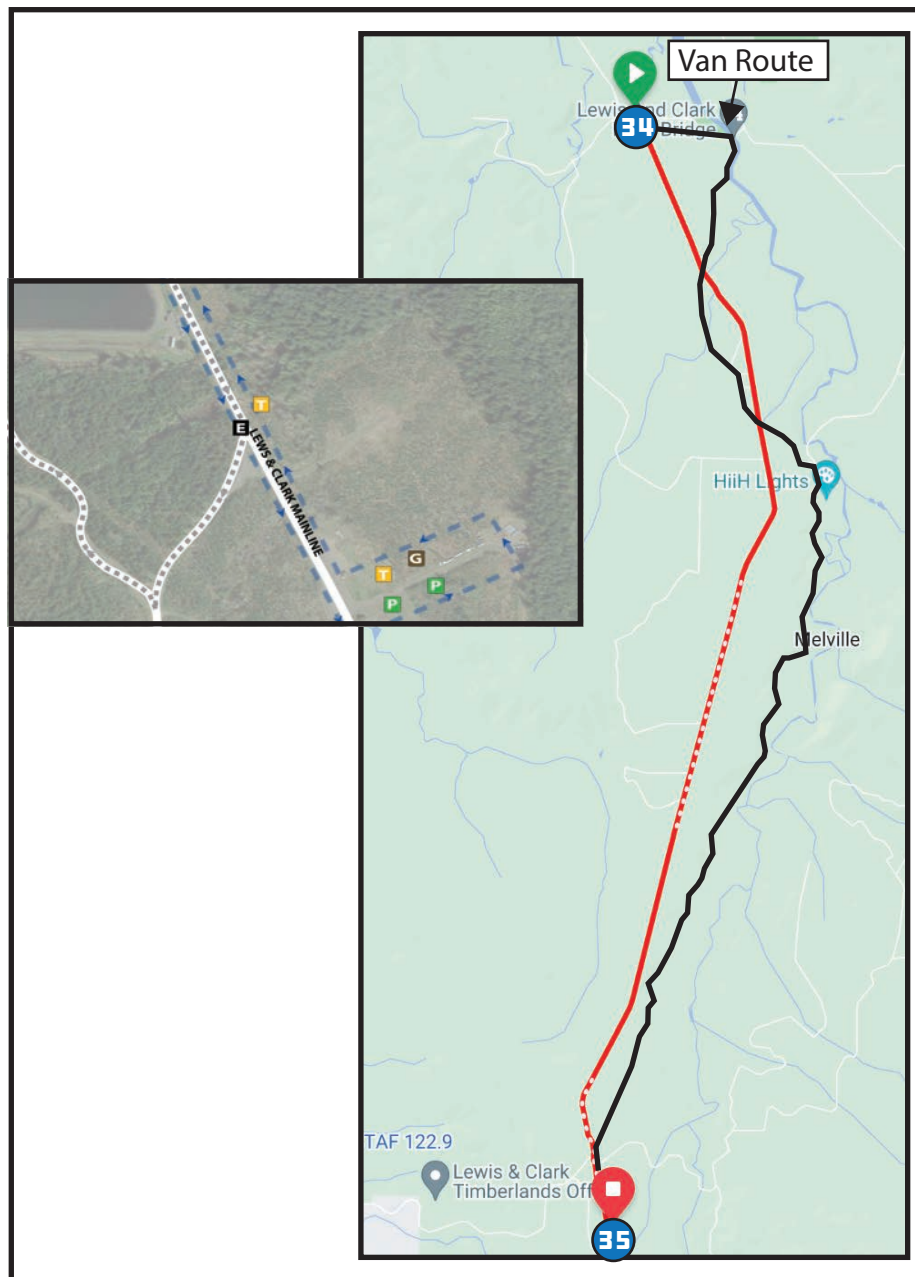 Van Route
Lewis and Clark
Bridge
34
HiiH Lights
T
E
LEWS & CLARK MAINLINE
G
T
P
P
Melville
TAF 122.9
Lewis & Clark
Timberlands Off
35